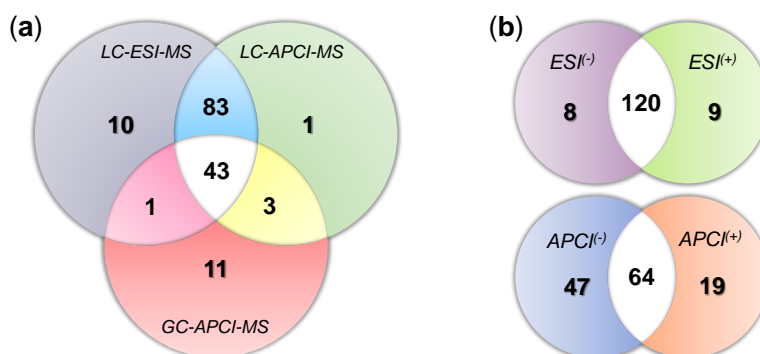 (a)
LC-ESI-MS
LC-APCI-MS
10
83
1
43
1
3
11
GC-APCI-MS
(b)
ESI(-)
ESI(+)
8
120
9
APCI(-)
APCI(+)
47
64
19